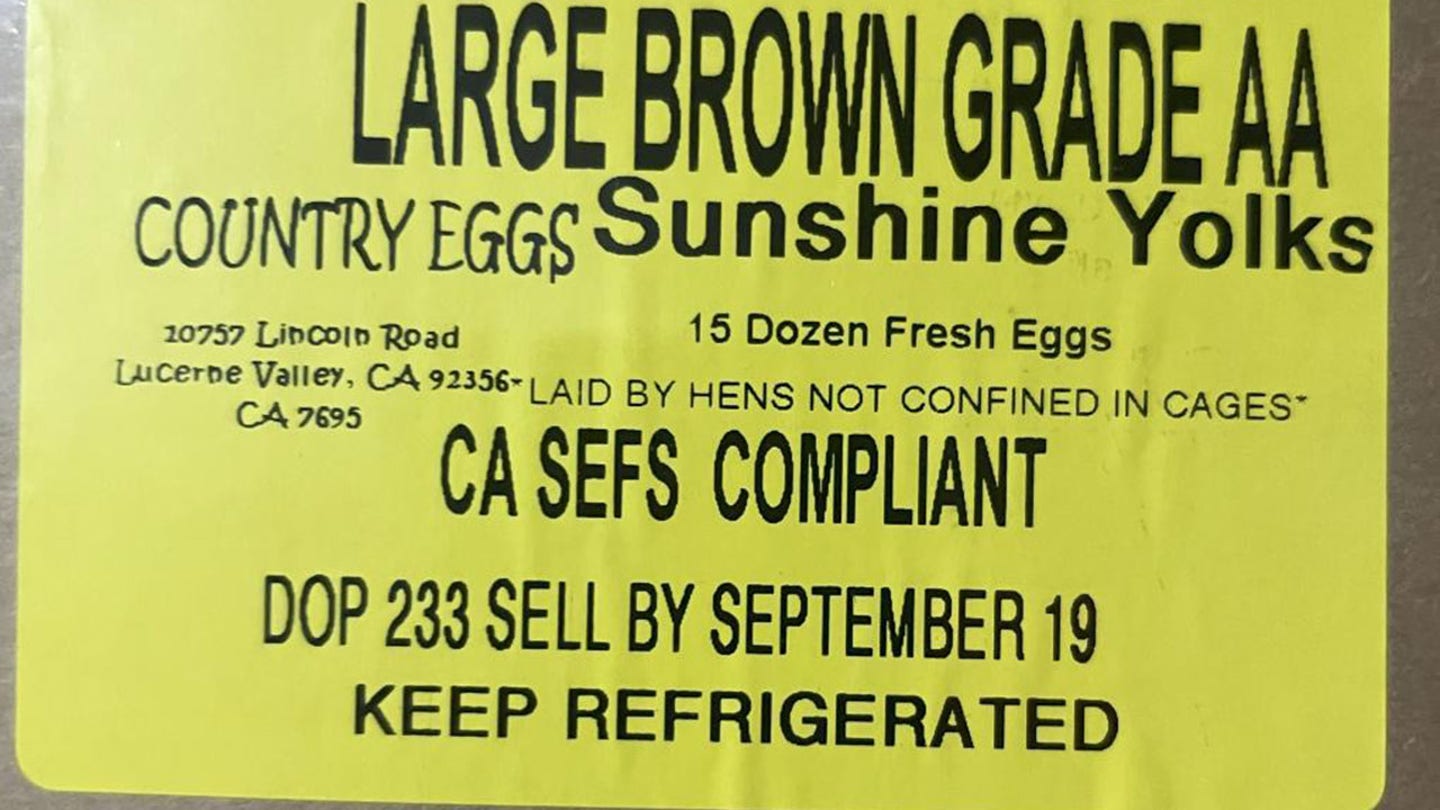 LARGE BROWN GRADE AA
COUNTRY EGGS Sunshine Yolks
10757 Lincoln Road
15 Dozen Fresh Eggs
Lucerne Valley, CA 92356
*LAID BY HENS NOT CONFINED IN CAGES*
CA 7695
CA SEFS COMPLIANT
DOP 233 SELL BY SEPTEMBER 19
KEEP REFRIGERATED